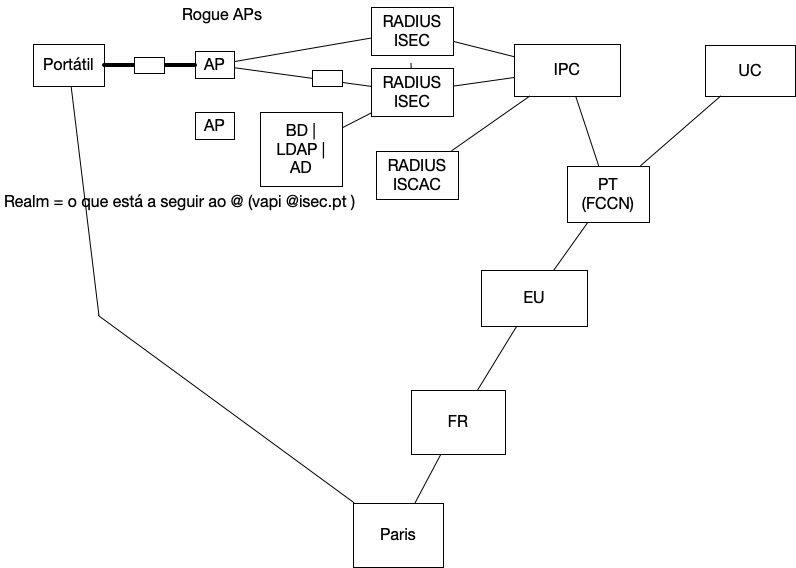 Rogue APs
RADIUS
ISEC
Portátil
AP
IPC
UC
RADIUS
ISEC
AP
BD |
LDAP |
AD
RADIUS
ISCAC
PT
(FCCN)
Realm = o que está a seguir ao @ (vapi @isec.pt )
EU
FR
Paris